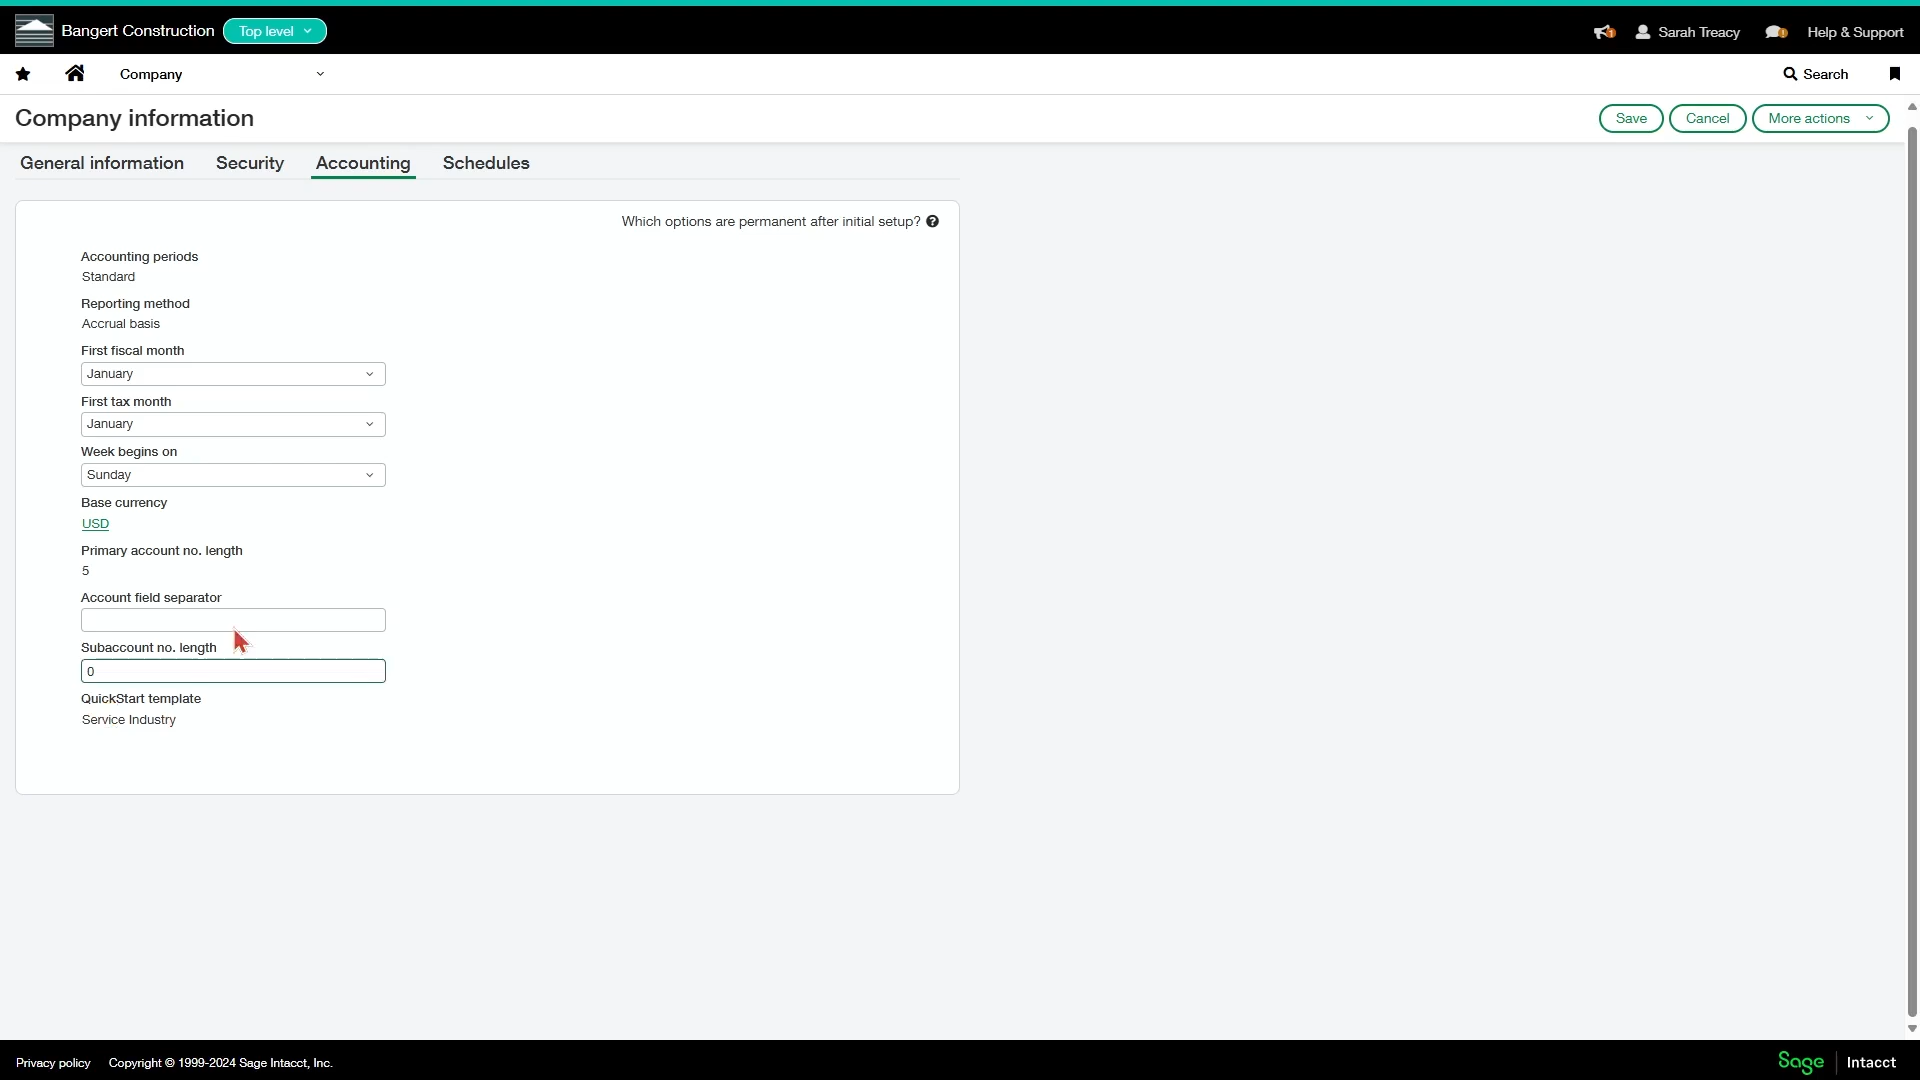 Bangert Construction Top level
1 Sarah Treacy ! Help & Support
Company
Search
Company information
Save Cancel More actions
General information Security Accounting Schedules
Which options are permanent after initial setup? ?
Accounting periods
Standard
Reporting method
Accrual basis
First fiscal month
January
First tax month
January
Week begins on
Sunday
Base currency
USD
Primary account no. length
5
Account field separator
Subaccount no. length
0
QuickStart template
Service Industry
Privacy policy Copyright © 1999-2024 Sage Intacct, Inc.
Sage Intacct